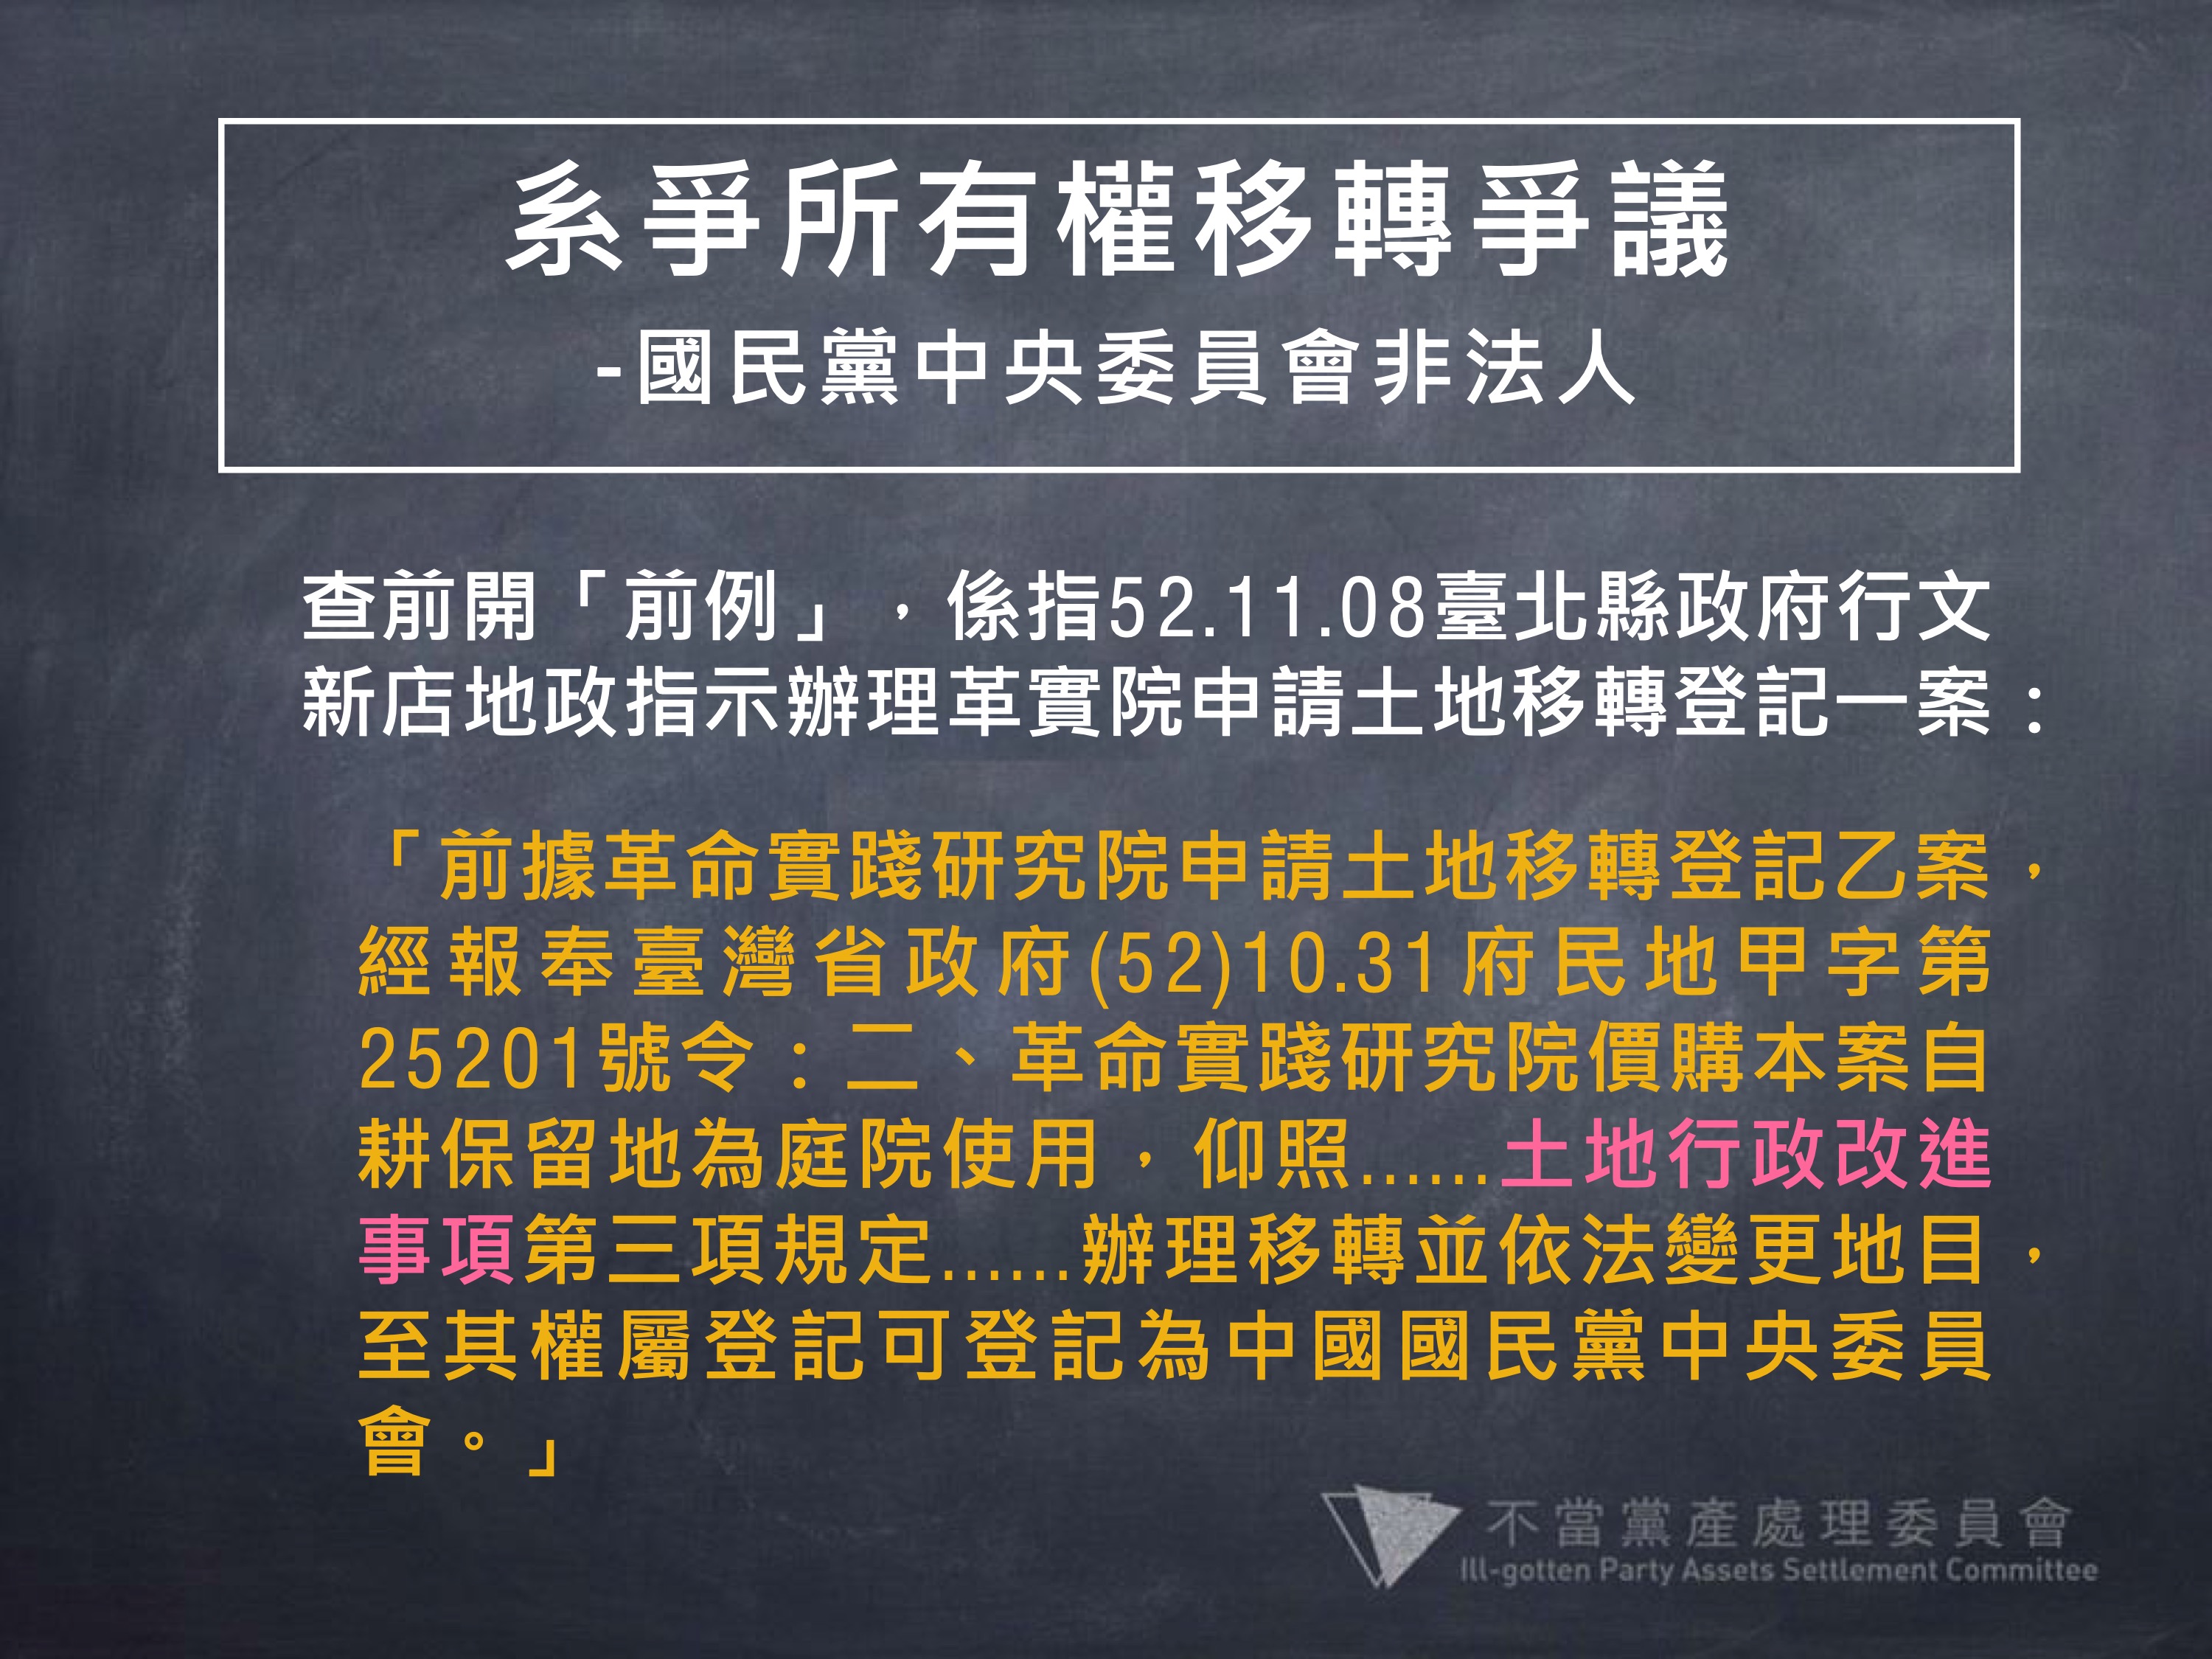 系爭所有權移轉爭議
-國民黨中央委員會非法人
查前開「前例」，係指52.11.08臺北縣政府行文
新店地政指示辦理革實院申請土地移轉登記一案：
「前據革命實踐研究院申請土地移轉登記乙案，
經報奉臺灣省政府(52)10.31府民地甲字第
25201號令：二、革命實踐研究院價購本案自
耕保留地為庭院使用，仰照......土地行政改進
事項第三項規定......辦理移轉並依法變更地目，
至其權屬登記可登記為中國國民黨中央委員
會。」
不當黨產處理委員會
Ill-gotten Party Assets Settlement Committee